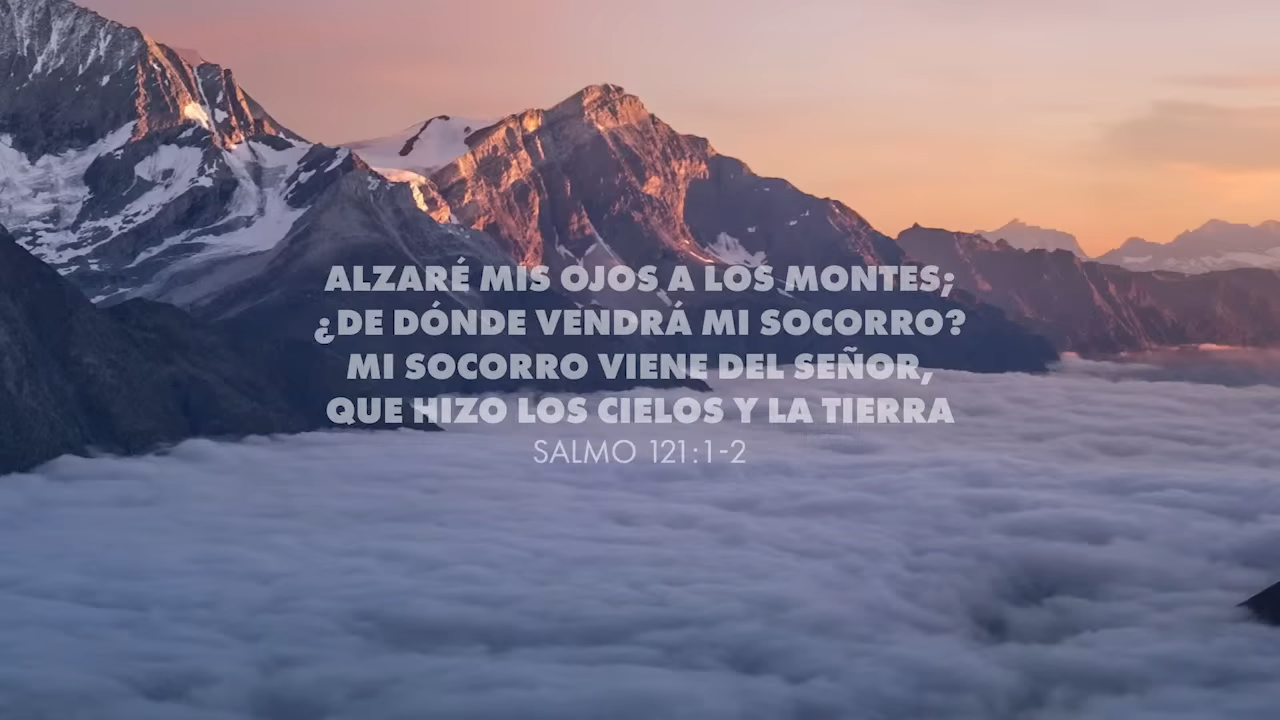 ALZARÉ MIS OJOS A LOS MONTES;
¿DE DÓNDE VENDRÁ MI SOCORRO?
MI SOCORRO VIENE DEL SEÑOR,
QUE HIZO LOS CIELOS Y LA TIERRA
SALMO 121:1-2